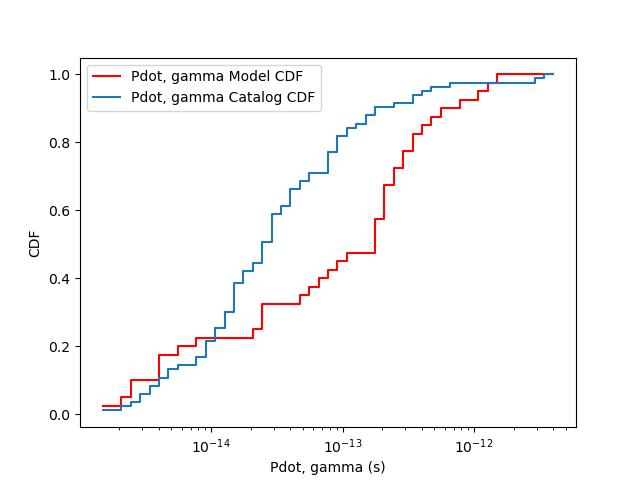 Pdot, gamma Model CDF
Pdot, gamma Catalog CDF
1.0
0.8
0.6
0.4
0.2
0.0
CDF
10⁻¹⁴
10⁻¹³
10⁻¹²
Pdot, gamma (s)